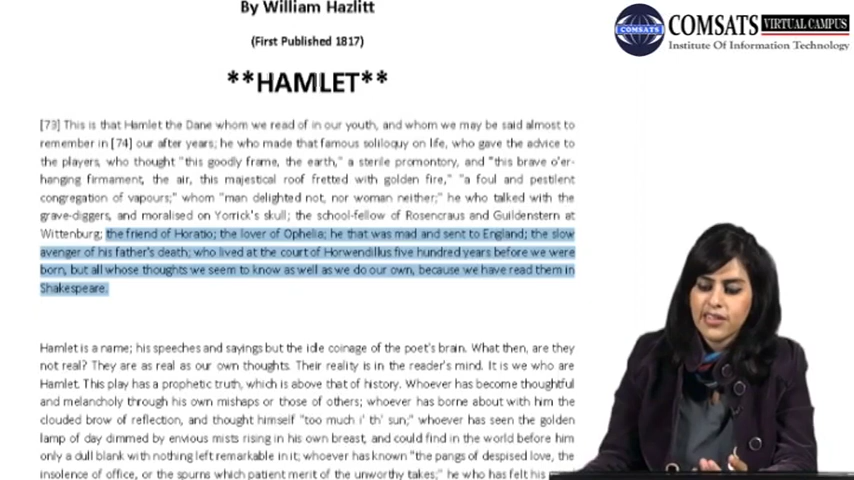 By William Hazlitt
(First Published 1817)
**HAMLET**
[73] This is that Hamlet the Dane whom we read of in our youth, and whom we may be said almost to
remember in [74] our after years; he who made that famous soliloquy on life, who gave the advice to
the players, who thought "this goodly frame, the earth," a sterile promontory, and "this brave o'er-
hanging firmament, the air, this majestical roof fretted with golden fire," "a foul and pestilent
congregation of vapours;" whom "man delighted not, nor woman neither;" he who talked with the
grave-diggers, and moralised on Yorrick's skull; the school-fellow of Rosencraus and Guildenstern at
Wittenburg; the friend of Horatio; the lover of Ophelia; he that was mad and sent to England; the slow
avenger of his father's death; who lived at the court of Horwendillus five hundred years before we were
born, but all whose thoughts we seem to know as well as we do our own, because we have read them in
Shakespeare.
Hamlet is a name; his speeches and sayings but the idle coinage of the poet's brain. What then, are they
not real? They are as real as our own thoughts. Their reality is in the reader's mind. It is we who are
Hamlet. This play has a prophetic truth, which is above that of history. Whoever has become thoughtful
and melancholy through his own mishaps or those of others; whoever has borne about with him the
clouded brow of reflection, and thought himself "too much i' th' sun;" whoever has seen the golden
lamp of day dimmed by envious mists rising in his own breast, and could find in the world before him
only a dull blank with nothing left remarkable in it; whoever has known "the pangs of despised love, the
insolence of office, or the spurns which patient merit of the unworthy takes;" he who has felt his
COMSATS
COMSATS VIRTUAL CAMPUS
Institute Of Information Technology